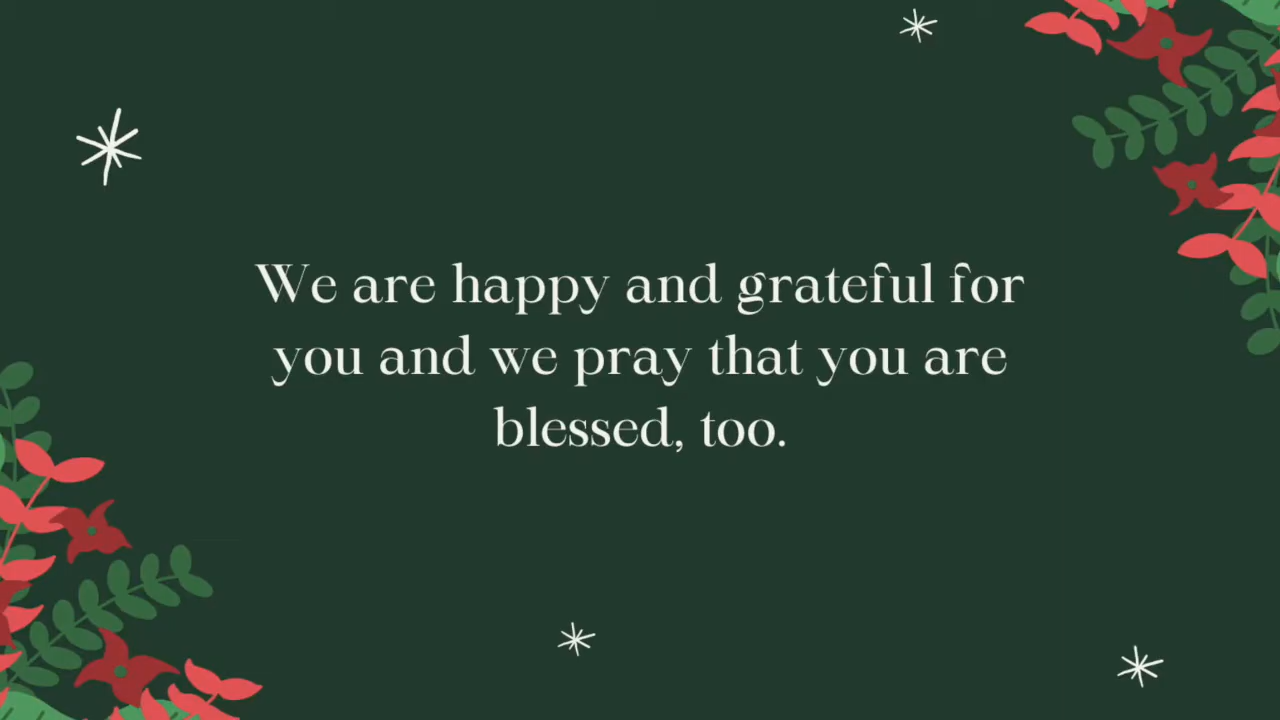 We are happy and grateful for
you and we pray that you are
blessed, too.